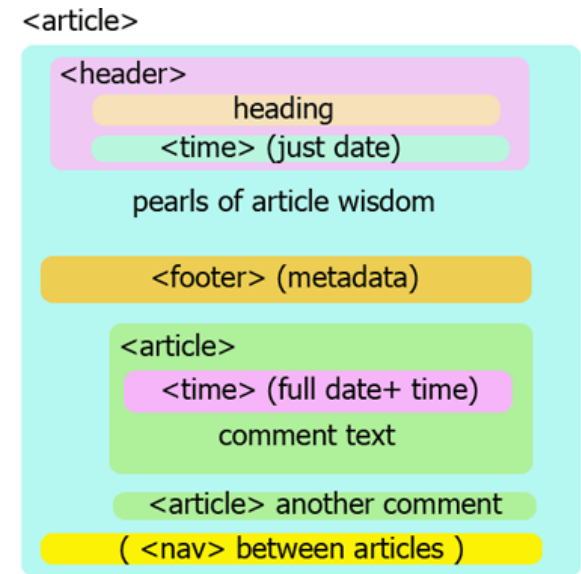 <article>
<header>
heading
<time> (just date)
pearls of article wisdom
<footer> (metadata)
<article>
<time> (full date+ time)
comment text
<article> another comment
( <nav> between articles )